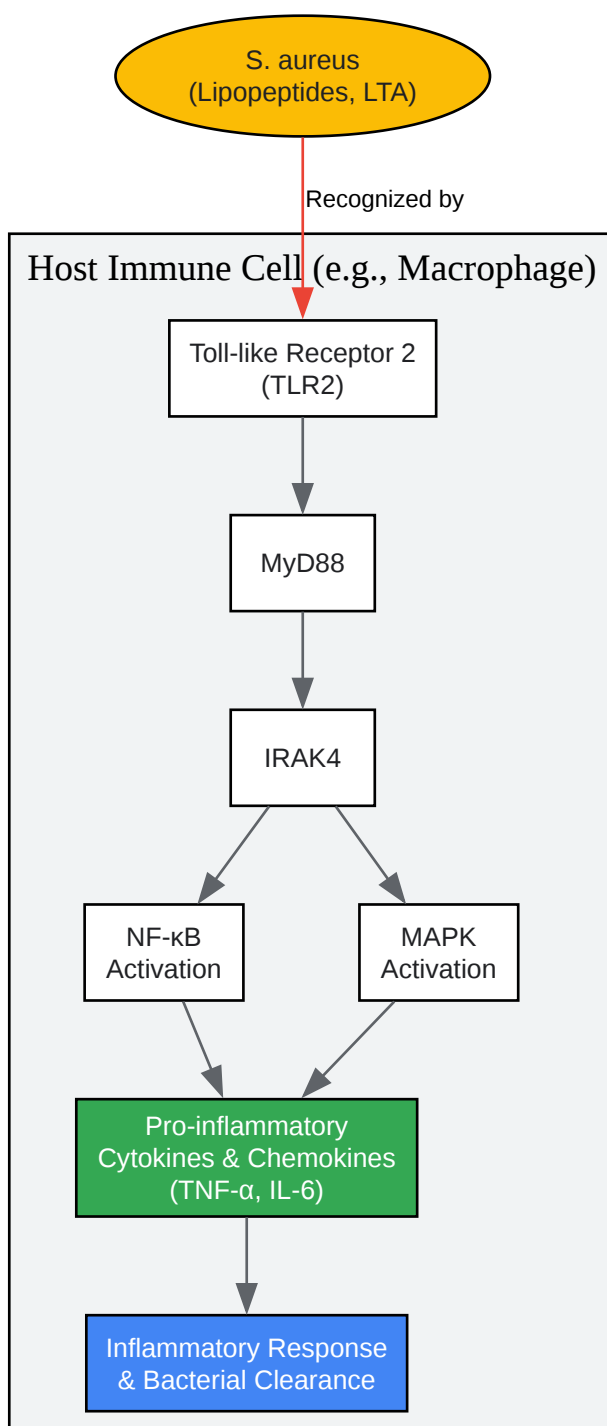 S. aureus
(Lipopeptides, LTA)
Recognized by
Host Immune Cell (e.g., Macrophage)
Toll-like Receptor 2
(TLR2)
MyD88
IRAK4
NF-κB
Activation
MAPK
Activation
Pro-inflammatory
Cytokines & Chemokines
(TNF-α, IL-6)
Inflammatory Response
& Bacterial Clearance